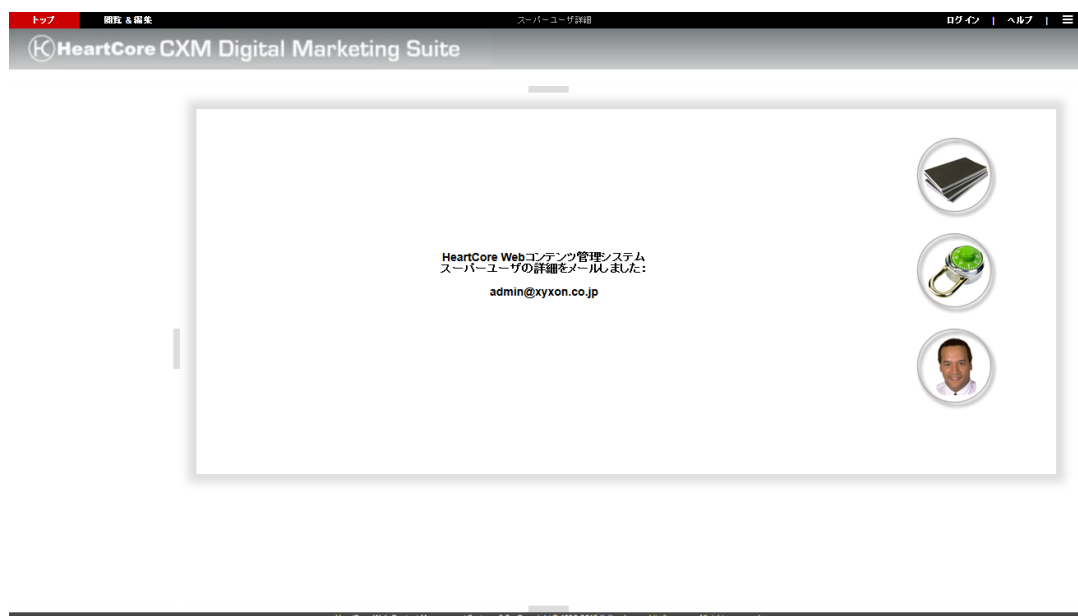 トップ 閲覧 & 編集 スーパーユーザ詳細 ログイン | ヘルプ |
HeartCore CXM Digital Marketing Suite
HeartCore Webコンテンツ管理システム
スーパーユーザの詳細をメールしました:
admin@xyxon.co.jp